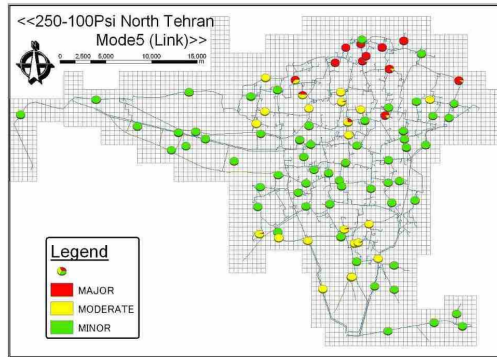 <<250-100Psi North Tehran
Mode5 (Link)>>
0 2,500 5,000 10,000 15,000
m
Legend
MAJOR
MODERATE
MINOR